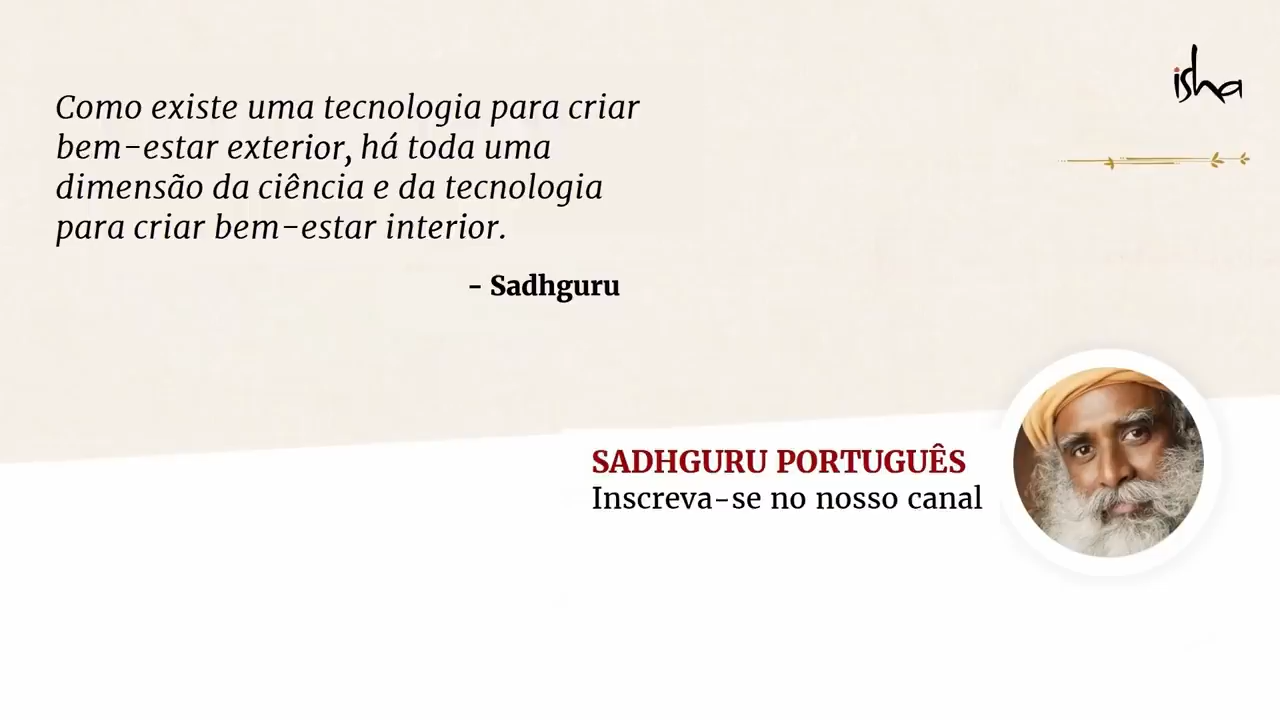 isha
Como existe uma tecnologia para criar
bem-estar exterior, há toda uma
dimensão da ciência e da tecnologia
para criar bem-estar interior.
- Sadhguru
SADHGURU PORTUGUÊS
Inscreva-se no nosso canal